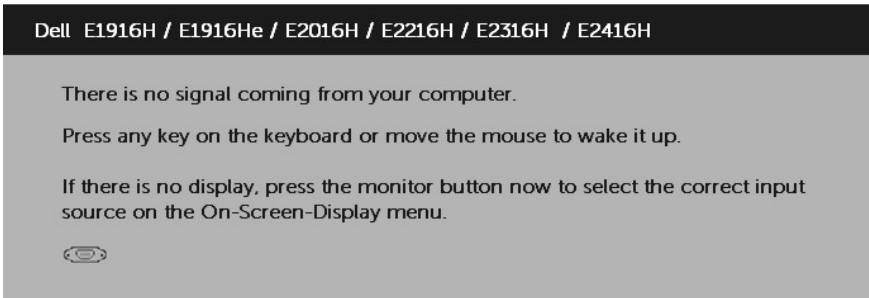 Dell E1916H / E1916He / E2016H / E2216H / E2316H / E2416H
There is no signal coming from your computer.
Press any key on the keyboard or move the mouse to wake it up.
If there is no display, press the monitor button now to select the correct input
source on the On-Screen-Display menu.